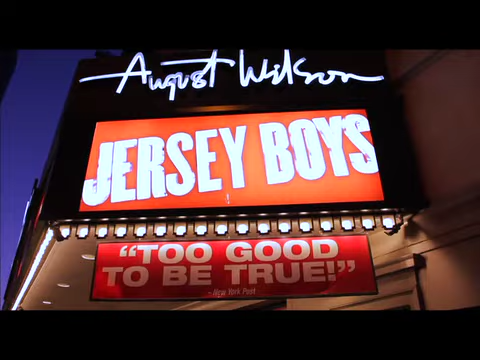 August Wilson
JERSEY BOYS
"TOO GOOD
TO BE TRUE!"
- New York Post